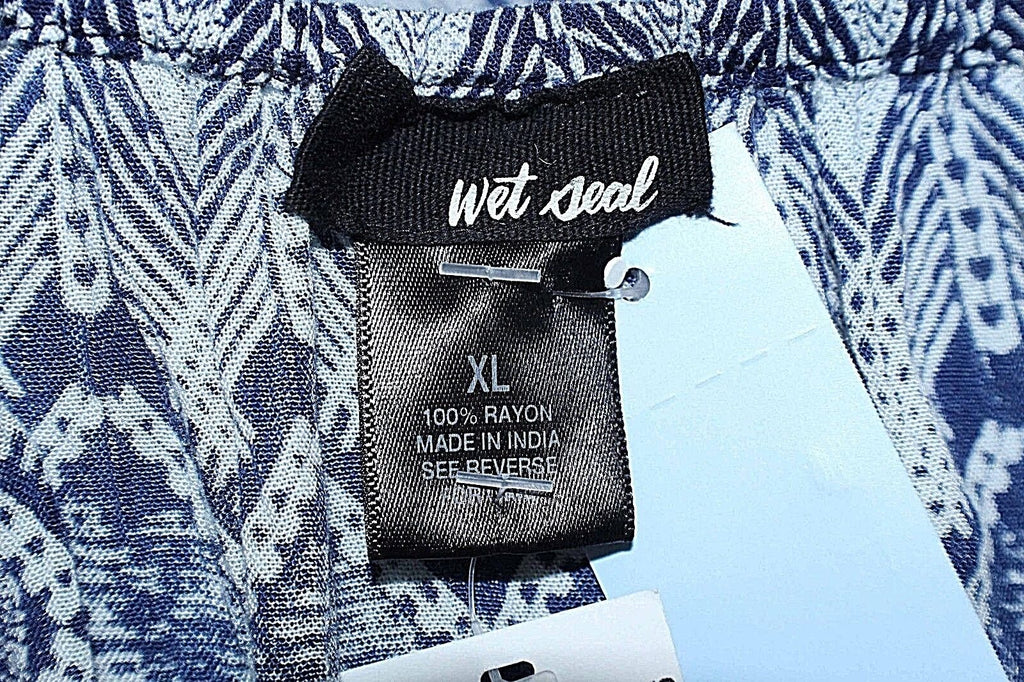 Wet Seal
XL
100% RAYON
MADE IN INDIA
SEE REVERSE